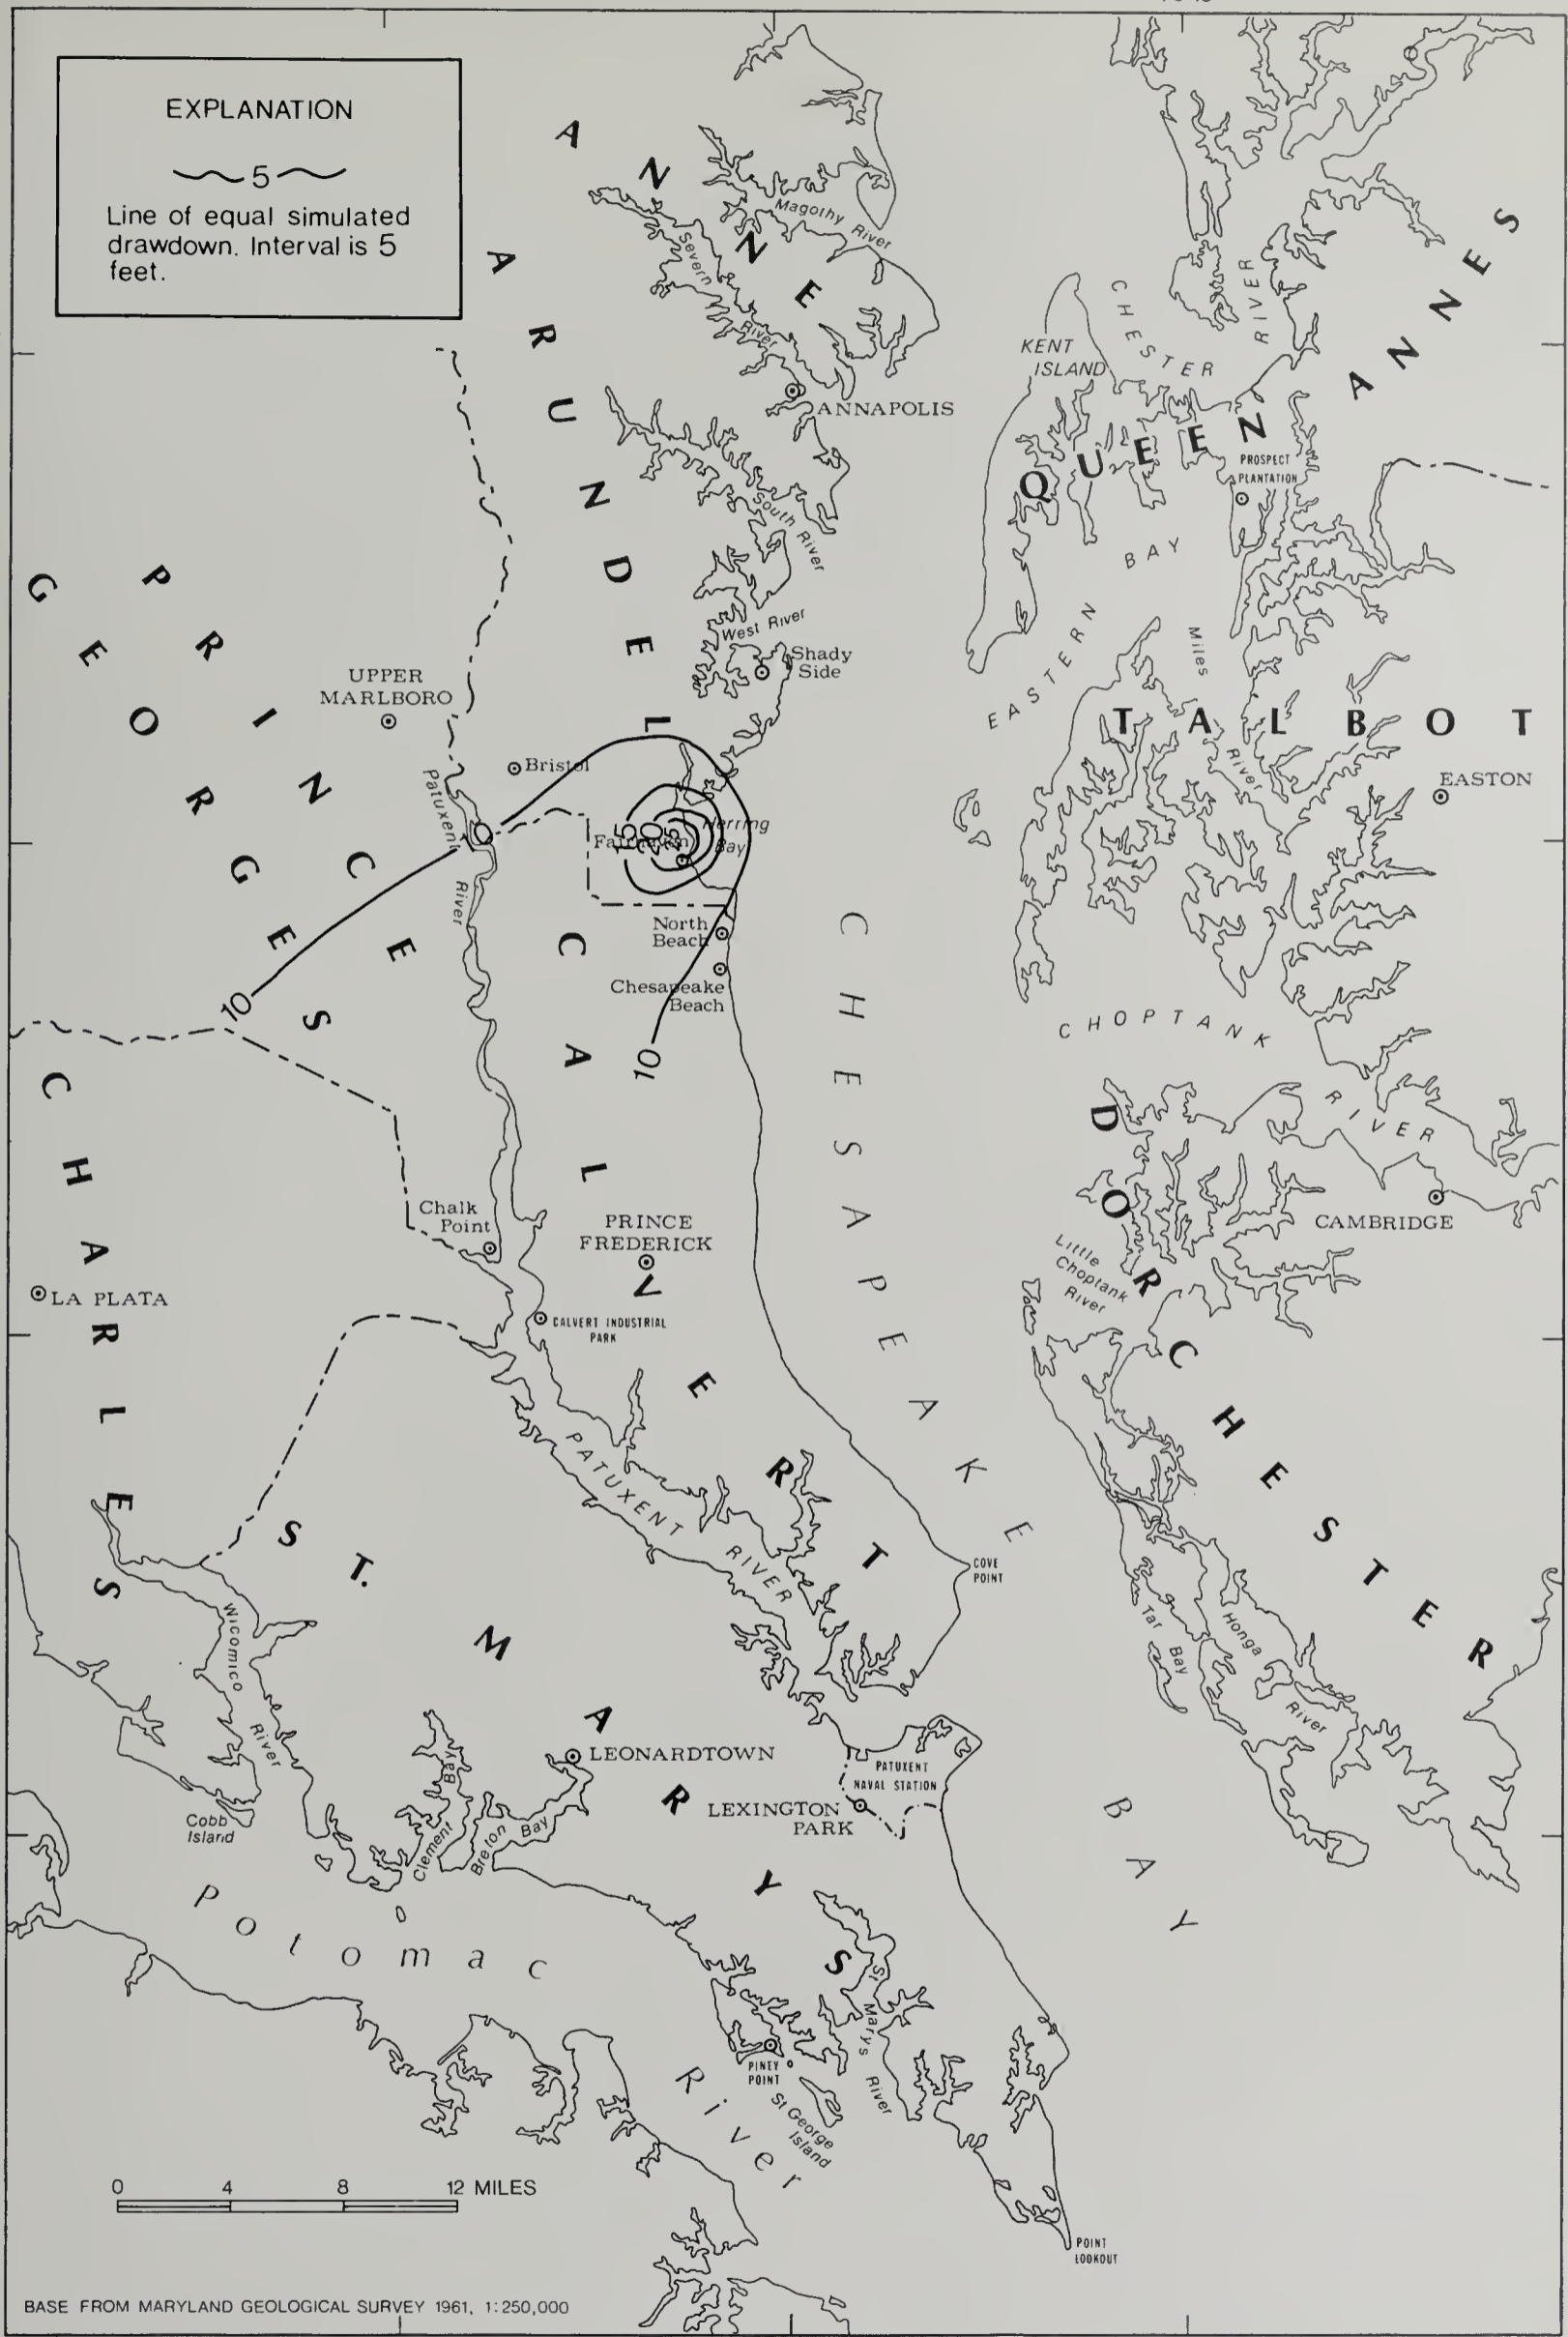 EXPLANATION
5
Line of equal simulated
drawdown. Interval is 5
feet.
ANNE
ARUNDEL
Magothy River
Severn
River
ANNAPOLIS
South River
West River
Shady
Side
KENT
ISLAND
CHESTER
RIVER
QUEEN ANNES
PROSPECT
PLANTATION
EASTERN BAY
Miles
River
TALBOT
EASTON
PRINCE
GEORGES
UPPER
MARLBORO
Bristol
Patuxent
River
0
Fairhaven
15
20
25
Herring
Bay
North
Beach
Chesapeake
Beach
10
10
CALVERT
CHESAPEAKE
BAY
CHOPTANK
RIVER
CHARLES
Chalk
Point
PRINCE
FREDERICK
LA PLATA
CALVERT INDUSTRIAL
PARK
PATUXENT
RIVER
DORCHESTER
CAMBRIDGE
Little
Choptank
River
COVE
POINT
Tar
Bay
Honga
River
ST. MARYS
Wicomico
River
Cobb
Island
Clement
Bay
Breton
Bay
LEONARDTOWN
PATUXENT
NAVAL STATION
LEXINGTON
PARK
Potomac
River
St
Marys
River
PINEY
POINT
St George
Island
POINT
LOOKOUT
0 4 8 12 MILES
BASE FROM MARYLAND GEOLOGICAL SURVEY 1961, 1:250,000